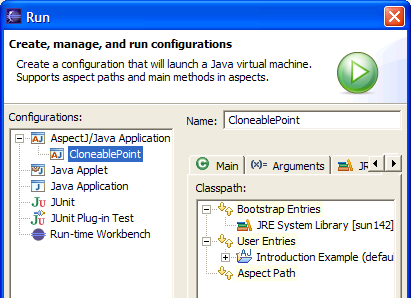 Run
Create, manage, and run configurations
Create a configuration that will launch a Java virtual machine.
Supports aspect paths and main methods in aspects.
Configurations:
AspectJ/Java Application
CloneablePoint
Java Applet
Java Application
JUnit
JUnit Plug-in Test
Run-time Workbench
Name: CloneablePoint
Main (x)= Arguments JR
Classpath:
Bootstrap Entries
JRE System Library [sun142]
User Entries
Introduction Example (defau
Aspect Path